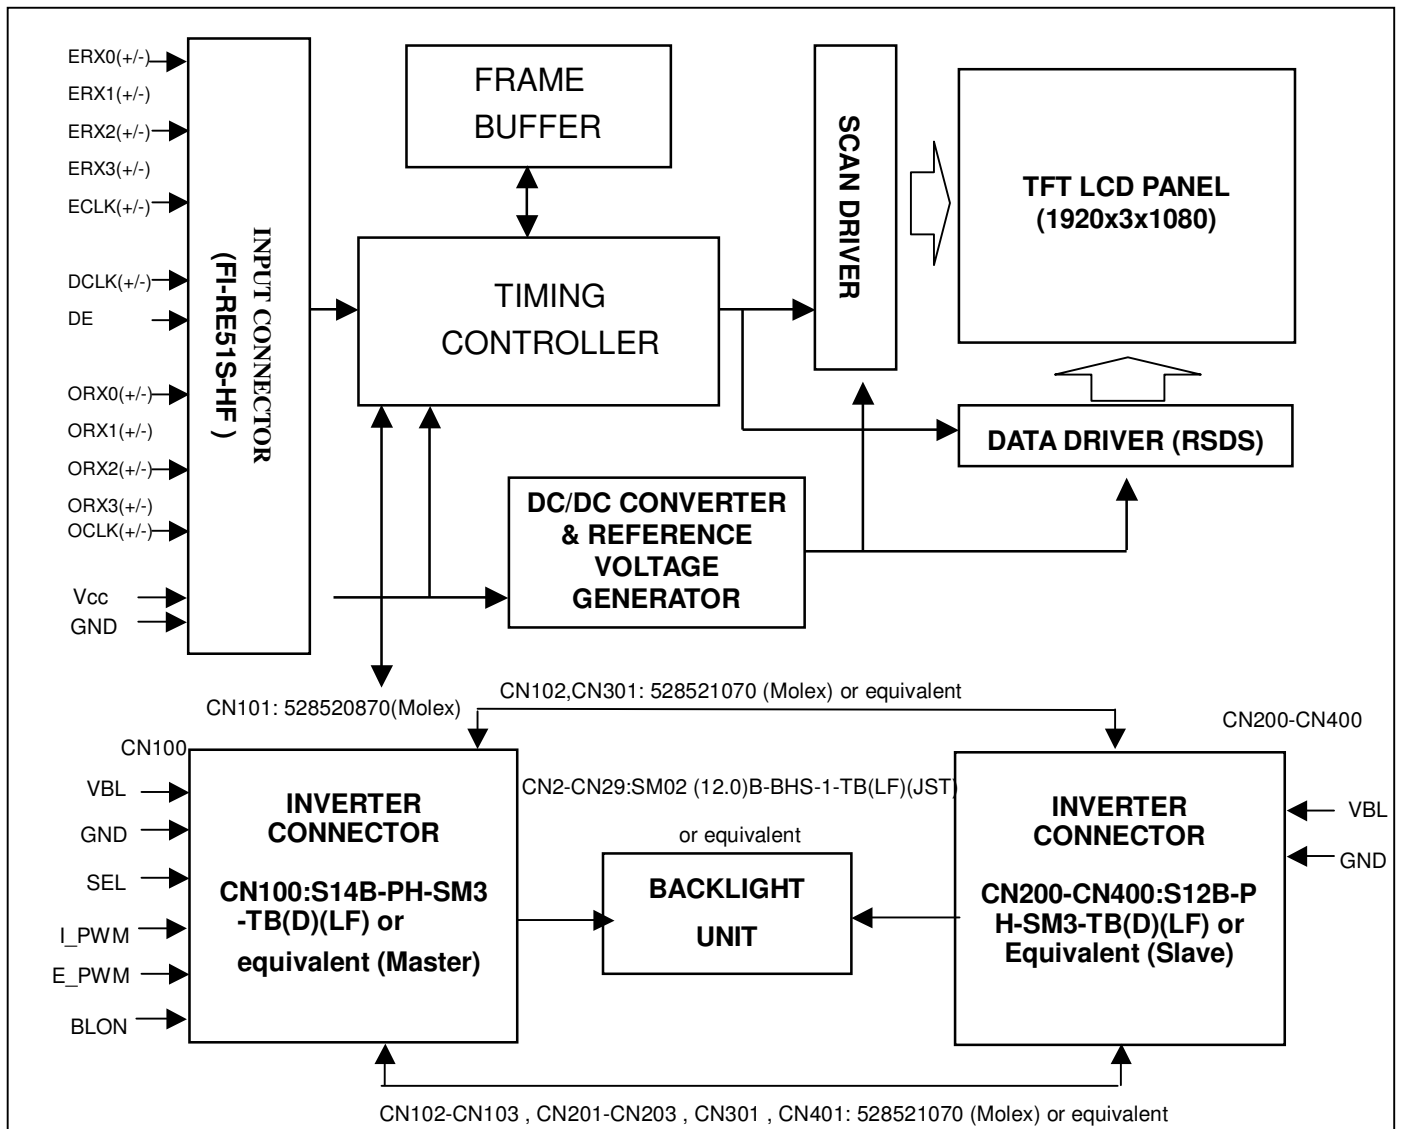 ERX0(+/-)
ERX1(+/-)
ERX2(+/-)
ERX3(+/-)
ECLK(+/-)
DCLK(+/-)
DE
ORX0(+/-)
ORX1(+/-)
ORX2(+/-)
ORX3(+/-)
OCLK(+/-)
Vcc
GND
INPUT CONNECTOR
(FI-RE51S-HF )
FRAME
BUFFER
TIMING
CONTROLLER
SCAN DRIVER
TFT LCD PANEL
(1920x3x1080)
DATA DRIVER (RSDS)
DC/DC CONVERTER
& REFERENCE
VOLTAGE
GENERATOR
CN101: 528520870(Molex)
CN102,CN301: 528521070 (Molex) or equivalent
CN200-CN400
CN100
VBL
GND
SEL
I_PWM
E_PWM
BLON
INVERTER
CONNECTOR
CN100:S14B-PH-SM3
-TB(D)(LF) or
equivalent (Master)
CN2-CN29:SM02 (12.0)B-BHS-1-TB(LF)(JST)
or equivalent
BACKLIGHT
UNIT
INVERTER
CONNECTOR
CN200-CN400:S12B-P
H-SM3-TB(D)(LF) or
Equivalent (Slave)
VBL
GND
CN102-CN103 , CN201-CN203 , CN301 , CN401: 528521070 (Molex) or equivalent